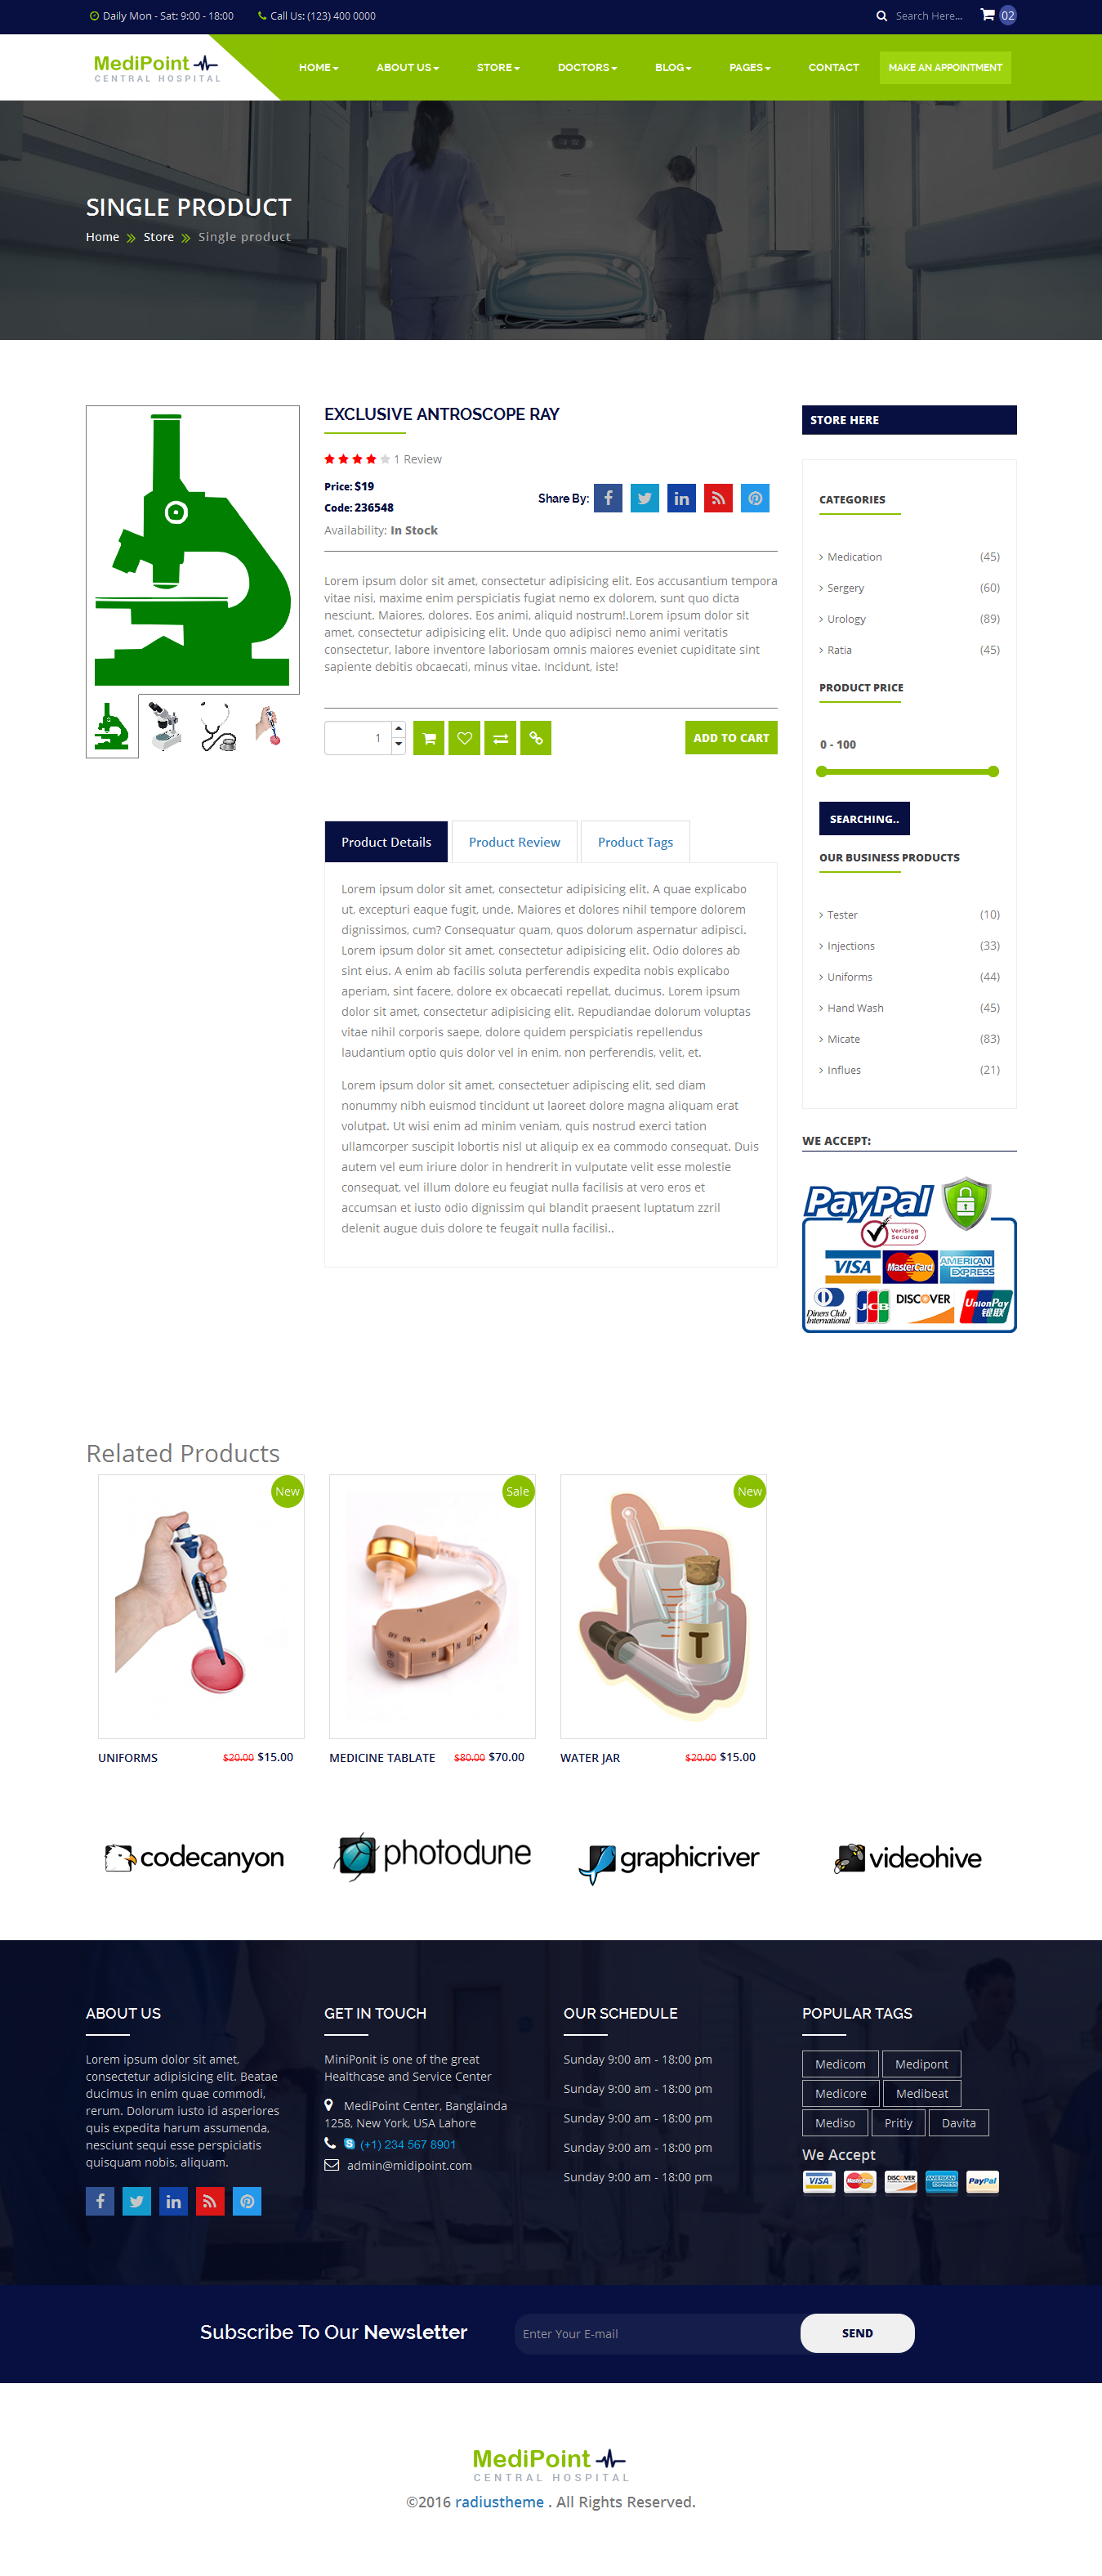 Daily Mon - Sat: 9:00 - 18:00 Call Us: (123) 400 0000 Search Here... 02
MediPoint
CENTRAL HOSPITAL
HOME ABOUT US STORE DOCTORS BLOG PAGES CONTACT MAKE AN APPOINTMENT
SINGLE PRODUCT
Home Store Single product
EXCLUSIVE ANTROSCOPE RAY
1 Review
Price: $19
Code: 236548
Share By:
Availability: In Stock
Lorem ipsum dolor sit amet, consectetur adipisicing elit. Eos accusantium tempora
vitae nisi, maxime enim perspiciatis fugiat nemo ex dolorem, sunt quo dicta
nesciunt. Maiores, dolores. Eos animi, aliquid nostrum!.Lorem ipsum dolor sit
amet, consectetur adipisicing elit. Unde quo adipisci nemo animi veritatis
consectetur, labore inventore laboriosam omnis maiores eveniet cupiditate sint
sapiente debitis obcaecati, minus vitae. Incidunt, iste!
1
ADD TO CART
Product Details Product Review Product Tags
Lorem ipsum dolor sit amet, consectetur adipisicing elit. A quae explicabo
ut, excepturi eaque fugit, unde. Maiores et dolores nihil tempore dolorem
dignissimos, cum? Consequatur quam, quos dolorum aspernatur adipisci.
Lorem ipsum dolor sit amet, consectetur adipisicing elit. Odio dolores ab
sint eius. A enim ab facilis soluta perferendis expedita nobis explicabo
aperiam, sint facere, dolore ex obcaecati repellat, ducimus. Lorem ipsum
dolor sit amet, consectetur adipisicing elit. Repudiandae dolorum voluptas
vitae nihil corporis saepe, dolore quidem perspiciatis repellendus
laudantium optio quis dolor vel in enim, non perferendis, velit, et.
Lorem ipsum dolor sit amet, consectetuer adipiscing elit, sed diam
nonummy nibh euismod tincidunt ut laoreet dolore magna aliquam erat
volutpat. Ut wisi enim ad minim veniam, quis nostrud exerci tation
ullamcorper suscipit lobortis nisl ut aliquip ex ea commodo consequat. Duis
autem vel eum iriure dolor in hendrerit in vulputate velit esse molestie
consequat, vel illum dolore eu feugiat nulla facilisis at vero eros et
accumsan et iusto odio dignissim qui blandit praesent luptatum zzril
delenit augue duis dolore te feugait nulla facilisi..
STORE HERE
CATEGORIES
Medication (45)
Sergery (60)
Urology (89)
Ratia (45)
PRODUCT PRICE
0 - 100
SEARCHING..
OUR BUSINESS PRODUCTS
Tester (10)
Injections (33)
Uniforms (44)
Hand Wash (45)
Micate (83)
Influes (21)
WE ACCEPT:
PayPal
VeriSign
Secured
VISA MasterCard AMERICAN EXPRESS
Diners Club International JCB DISCOVER UnionPay 银联
Related Products
New Sale New
OFF ON
T
UNIFORMS $20.00 $15.00
MEDICINE TABLATE $80.00 $70.00
WATER JAR $20.00 $15.00
codecanyon photodune graphicriver videohive
ABOUT US
Lorem ipsum dolor sit amet,
consectetur adipisicing elit. Beatae
ducimus in enim quae commodi,
rerum. Dolorum iusto id asperiores
quis expedita harum assumenda,
nesciunt sequi esse perspiciatis
quisquam nobis, aliquam.
GET IN TOUCH
MiniPonit is one of the great
Healthcase and Service Center
MediPoint Center, Banglainda
1258, New York, USA Lahore
(+1) 234 567 8901
admin@midipoint.com
OUR SCHEDULE
Sunday 9:00 am - 18:00 pm
Sunday 9:00 am - 18:00 pm
Sunday 9:00 am - 18:00 pm
Sunday 9:00 am - 18:00 pm
Sunday 9:00 am - 18:00 pm
POPULAR TAGS
Medicom Medipont
Medicore Medibeat
Mediso Pritiy Davita
We Accept
VISA MasterCard DISCOVER AMERICAN EXPRESS PayPal
Subscribe To Our Newsletter Enter Your E-mail SEND
MediPoint
CENTRAL HOSPITAL
©2016 radiustheme . All Rights Reserved.